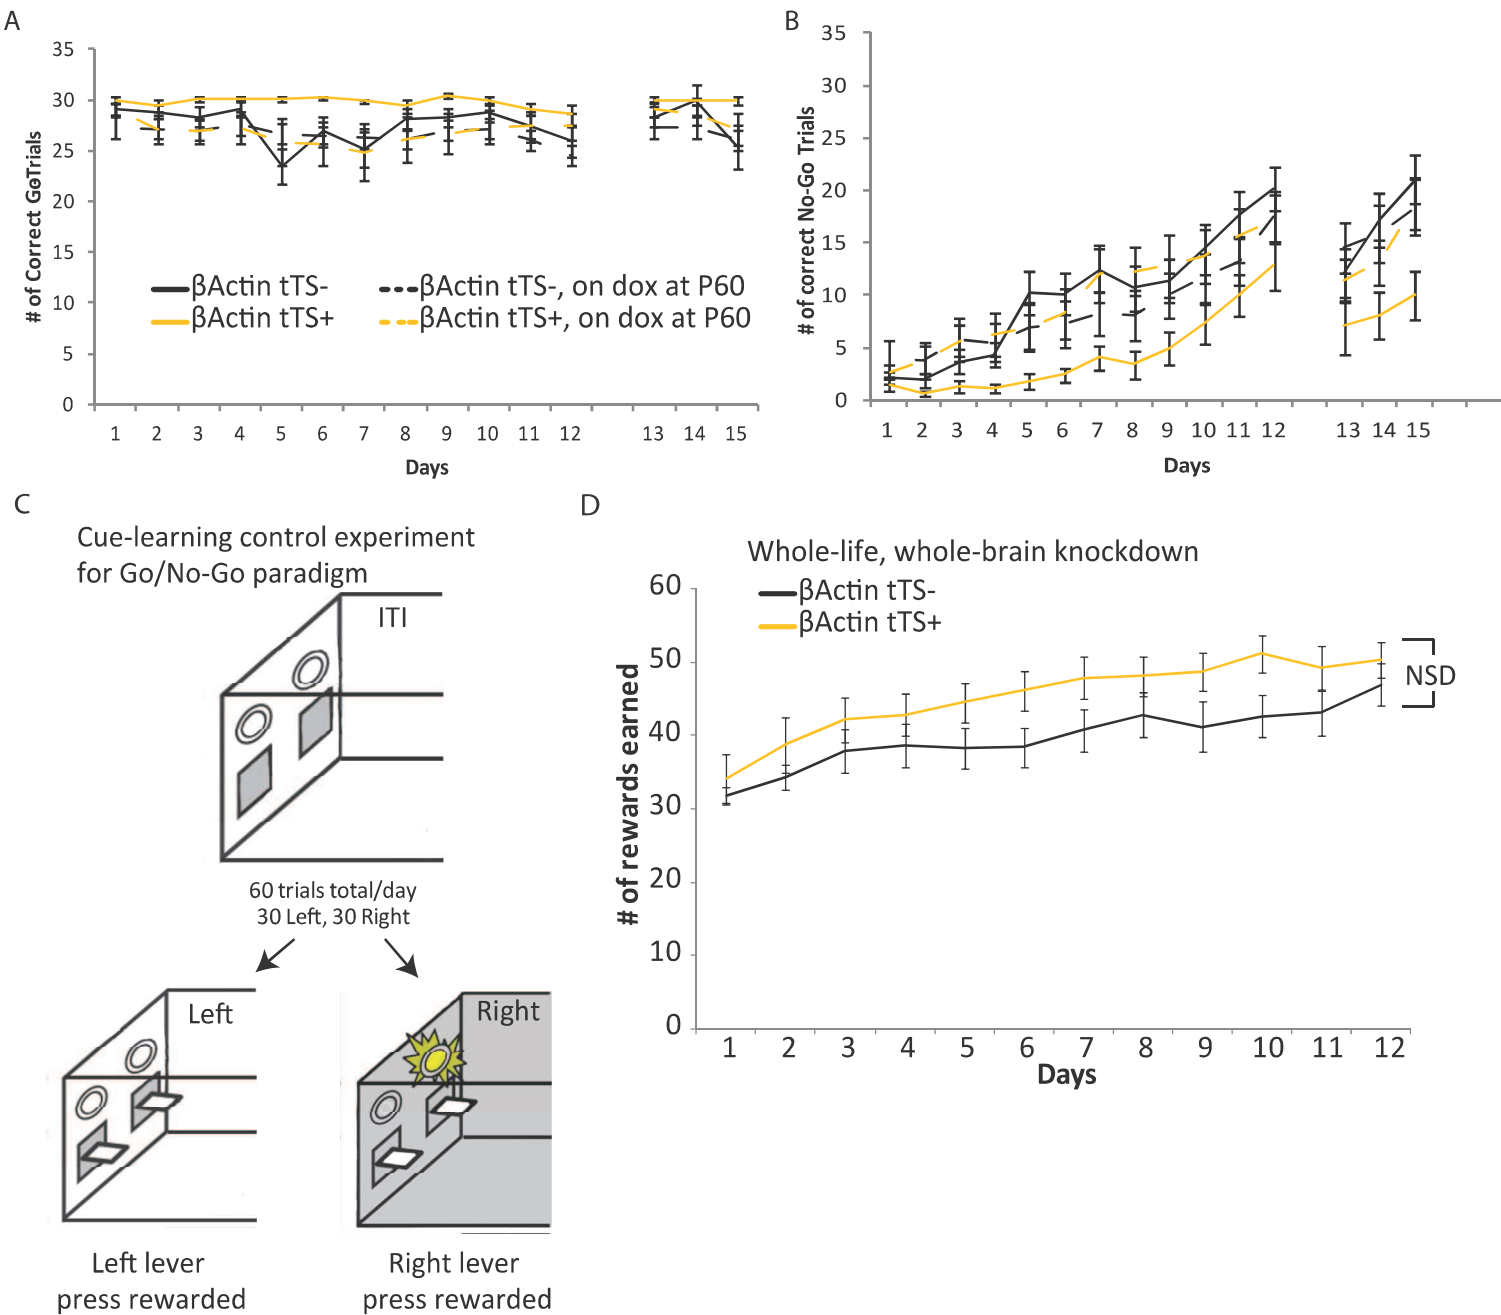 A
35
30
25
20
15
10
5
0
# of Correct GoTrials
βActin tTS-
βActin tTS+
βActin tTS-, on dox at P60
βActin tTS+, on dox at P60
1 2 3 4 5 6 7 8 9 10 11 12 13 14 15
Days
B
35
30
25
20
15
10
5
0
# of correct No-Go Trials
1 2 3 4 5 6 7 8 9 10 11 12 13 14 15
Days
C
Cue-learning control experiment
for Go/No-Go paradigm
ITI
60 trials total/day
30 Left, 30 Right
Left
Right
Left lever
press rewarded
Right lever
press rewarded
D
Whole-life, whole-brain knockdown
βActin tTS-
βActin tTS+
60
50
40
30
20
10
0
# of rewards earned
NSD
1 2 3 4 5 6 7 8 9 10 11 12
Days